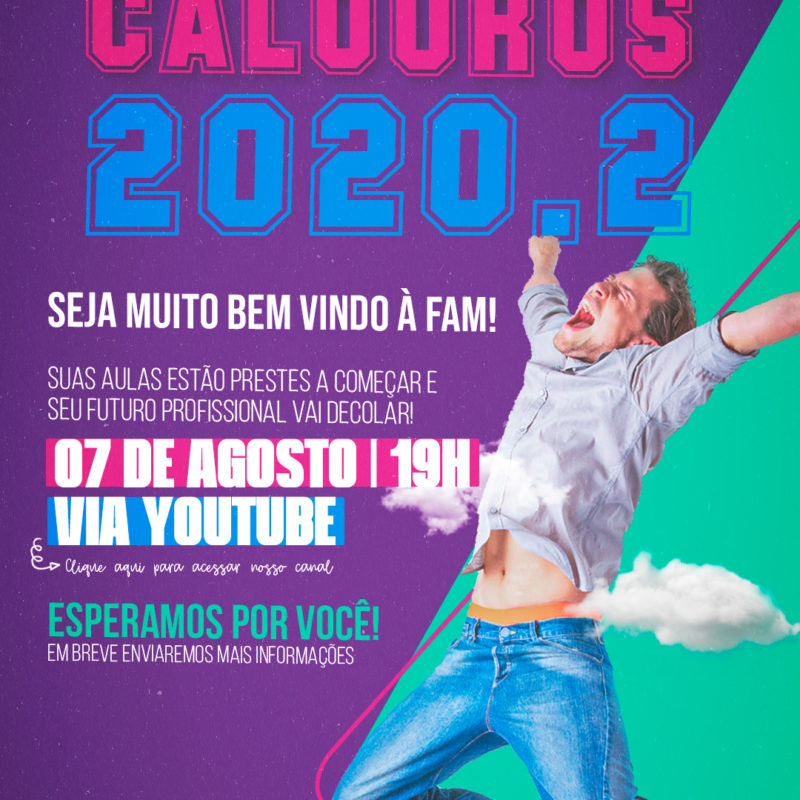 CALOUROS
2020.2
SEJA MUITO BEM VINDO À FAM!
SUAS AULAS ESTÃO PRESTES A COMEÇAR E
SEU FUTURO PROFISSIONAL VAI DECOLAR!
07 DE AGOSTO | 19H
VIA YOUTUBE
Clique aqui para acessar nosso canal
ESPERAMOS POR VOCÊ!
EM BREVE ENVIAREMOS MAIS INFORMAÇÕES